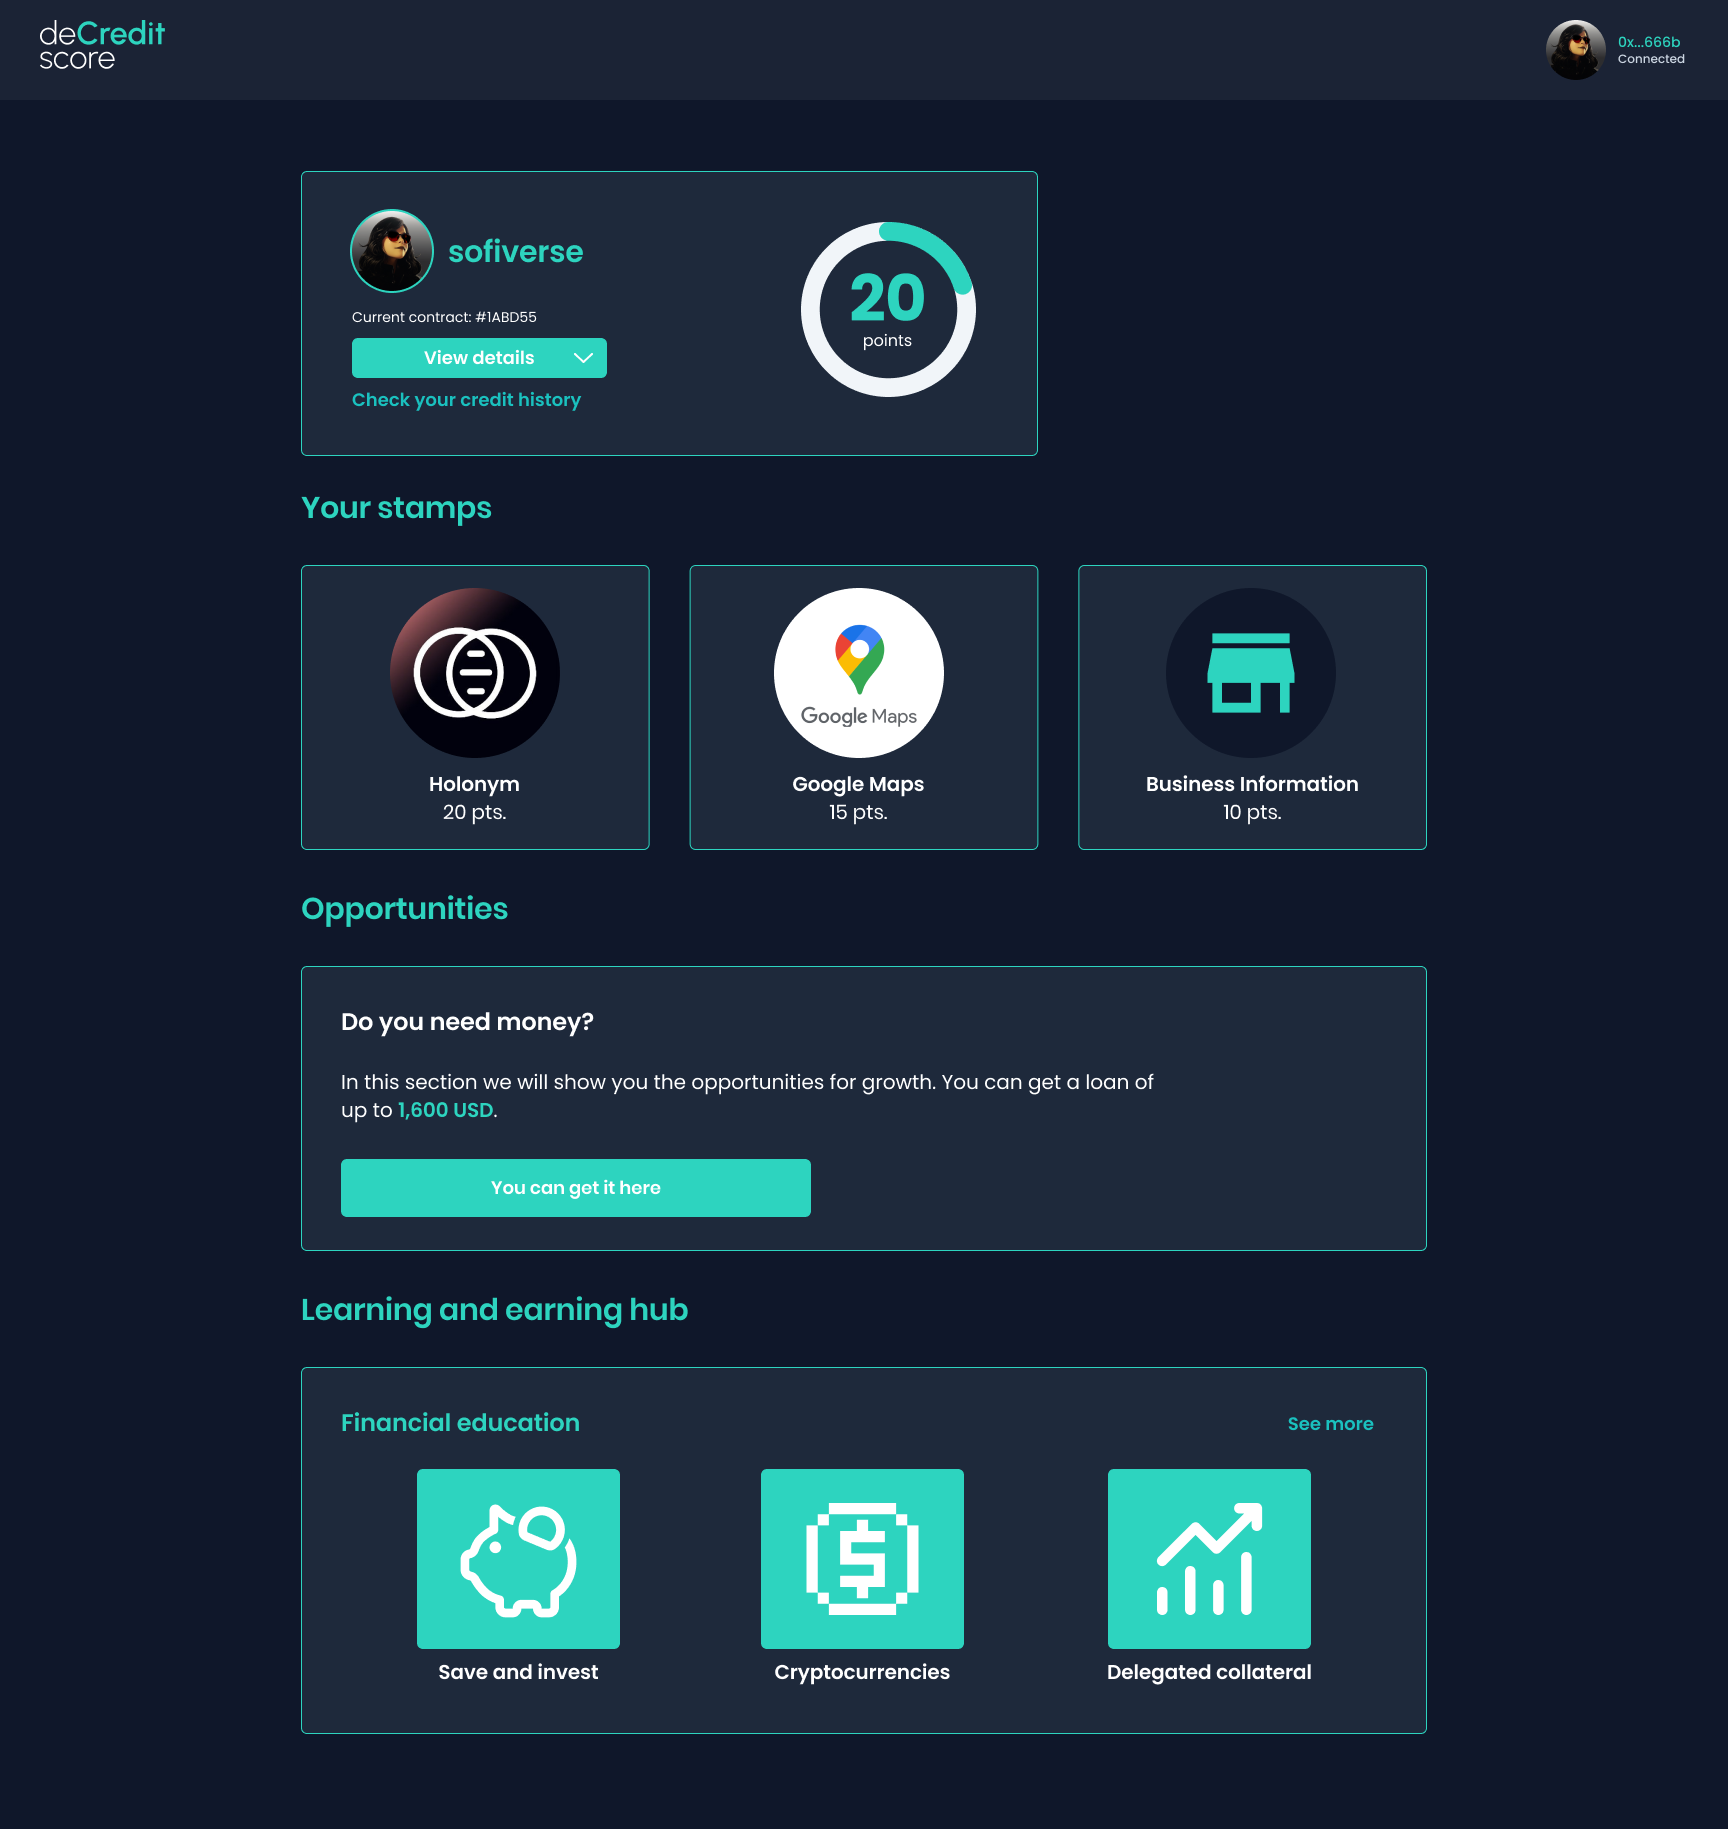 deCredit
score
0x...666b
Connected
sofiverse
Current contract: #1ABD55
View details
Check your credit history
20
points
Your stamps
Google Maps
Holonym
20 pts.
Google Maps
15 pts.
Business Information
10 pts.
Opportunities
Do you need money?
In this section we will show you the opportunities for growth. You can get a loan of
up to 1,600 USD.
You can get it here
Learning and earning hub
Financial education
See more
Save and invest
Cryptocurrencies
Delegated collateral